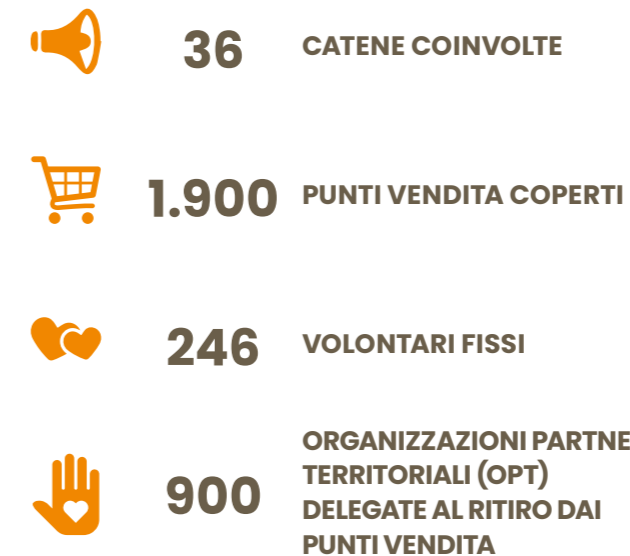 36 CATENE COINVOLTE
1.900 PUNTI VENDITA COPERTI
246 VOLONTARI FISSI
900
ORGANIZZAZIONI PARTNE
TERRITORIALI (OPT)
DELEGATE AL RITIRO DAI
PUNTI VENDITA